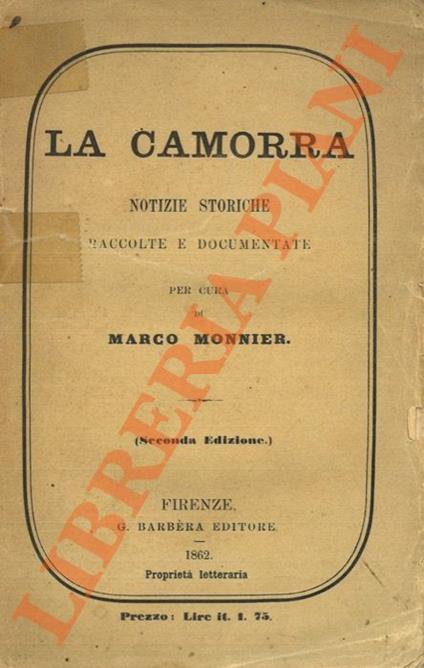 LA CAMORRA
NOTIZIE STORICHE
RACCOLTE E DOCUMENTATE
PER CURA
DI
MARCO MONNIER.
(Seconda Edizione.)
FIRENZE,
G. BARBÈRA EDITORE.
1862.
Proprietà letteraria
Prezzo: Lire it. 1. 75.
LIBRERIA PIANI